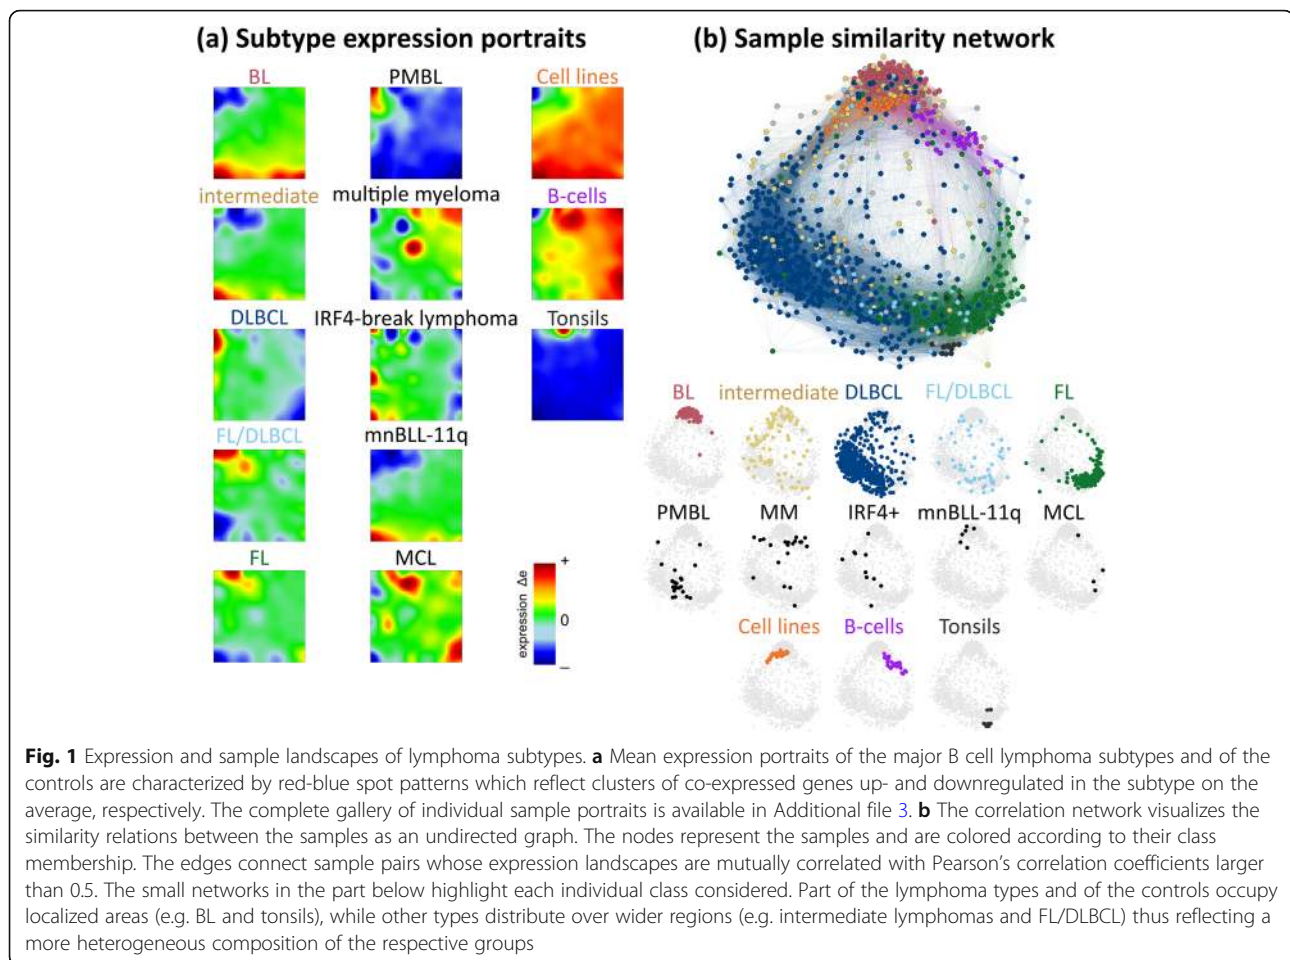 (a) Subtype expression portraits
BL
PMBL
Cell lines
intermediate
multiple myeloma
B-cells
DLBCL
IRF4-break lymphoma
Tonsils
FL/DLBCL
mnBLL-11q
FL
MCL
expression Δe
+
0
–
(b) Sample similarity network
BL
intermediate
DLBCL
FL/DLBCL
FL
PMBL
MM
IRF4+
mnBLL-11q
MCL
Cell lines
B-cells
Tonsils
Fig. 1 Expression and sample landscapes of lymphoma subtypes. a Mean expression portraits of the major B cell lymphoma subtypes and of the
controls are characterized by red-blue spot patterns which reflect clusters of co-expressed genes up- and downregulated in the subtype on the
average, respectively. The complete gallery of individual sample portraits is available in Additional file 3. b The correlation network visualizes the
similarity relations between the samples as an undirected graph. The nodes represent the samples and are colored according to their class
membership. The edges connect sample pairs whose expression landscapes are mutually correlated with Pearson's correlation coefficients larger
than 0.5. The small networks in the part below highlight each individual class considered. Part of the lymphoma types and of the controls occupy
localized areas (e.g. BL and tonsils), while other types distribute over wider regions (e.g. intermediate lymphomas and FL/DLBCL) thus reflecting a
more heterogeneous composition of the respective groups